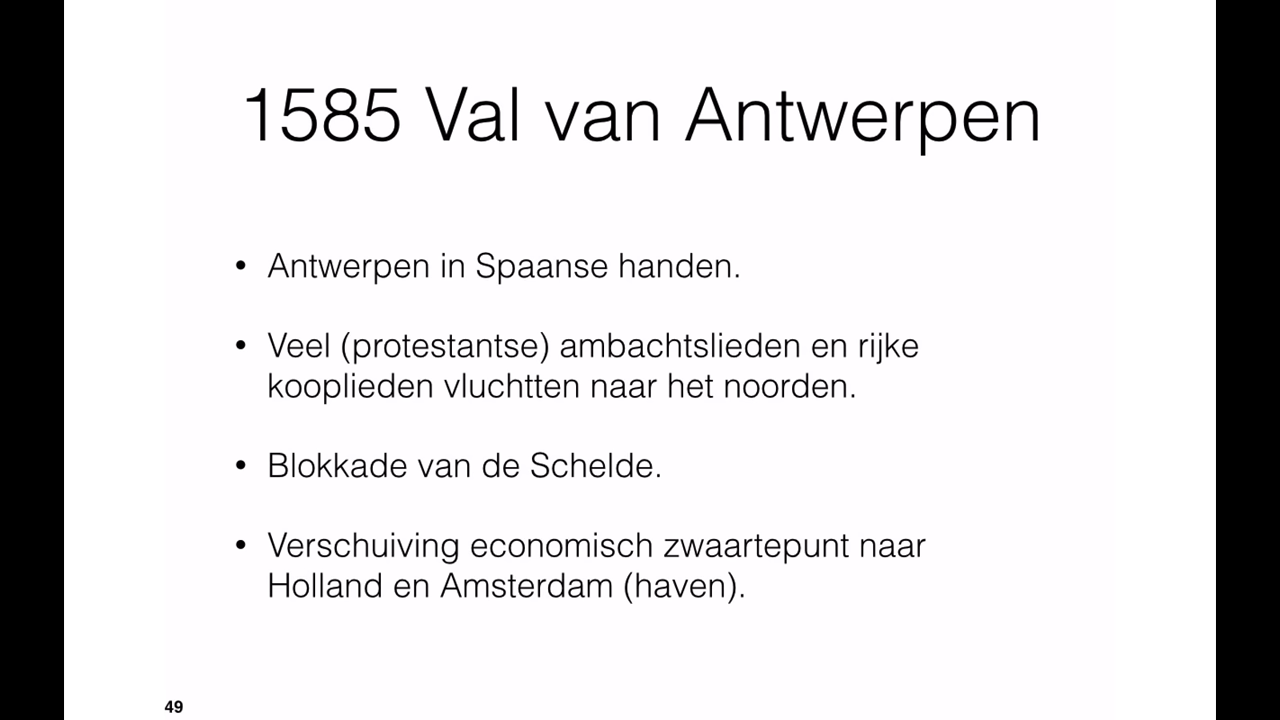 1585 Val van Antwerpen
• Antwerpen in Spaanse handen.
• Veel (protestantse) ambachtslieden en rijke
kooplieden vluchtten naar het noorden.
• Blokkade van de Schelde.
• Verschuiving economisch zwaartepunt naar
Holland en Amsterdam (haven).
49